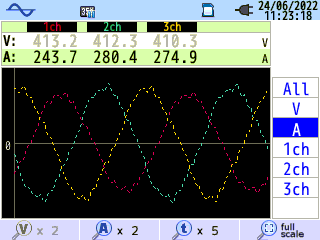 24/06/2022
11:23:18
1ch 2ch 3ch
V: 413.2 412.3 410.3 V
A: 243.7 280.4 274.9 A
All
V
A
1ch
2ch
3ch
0
V x 2 A x 2 t x 5 full
scale